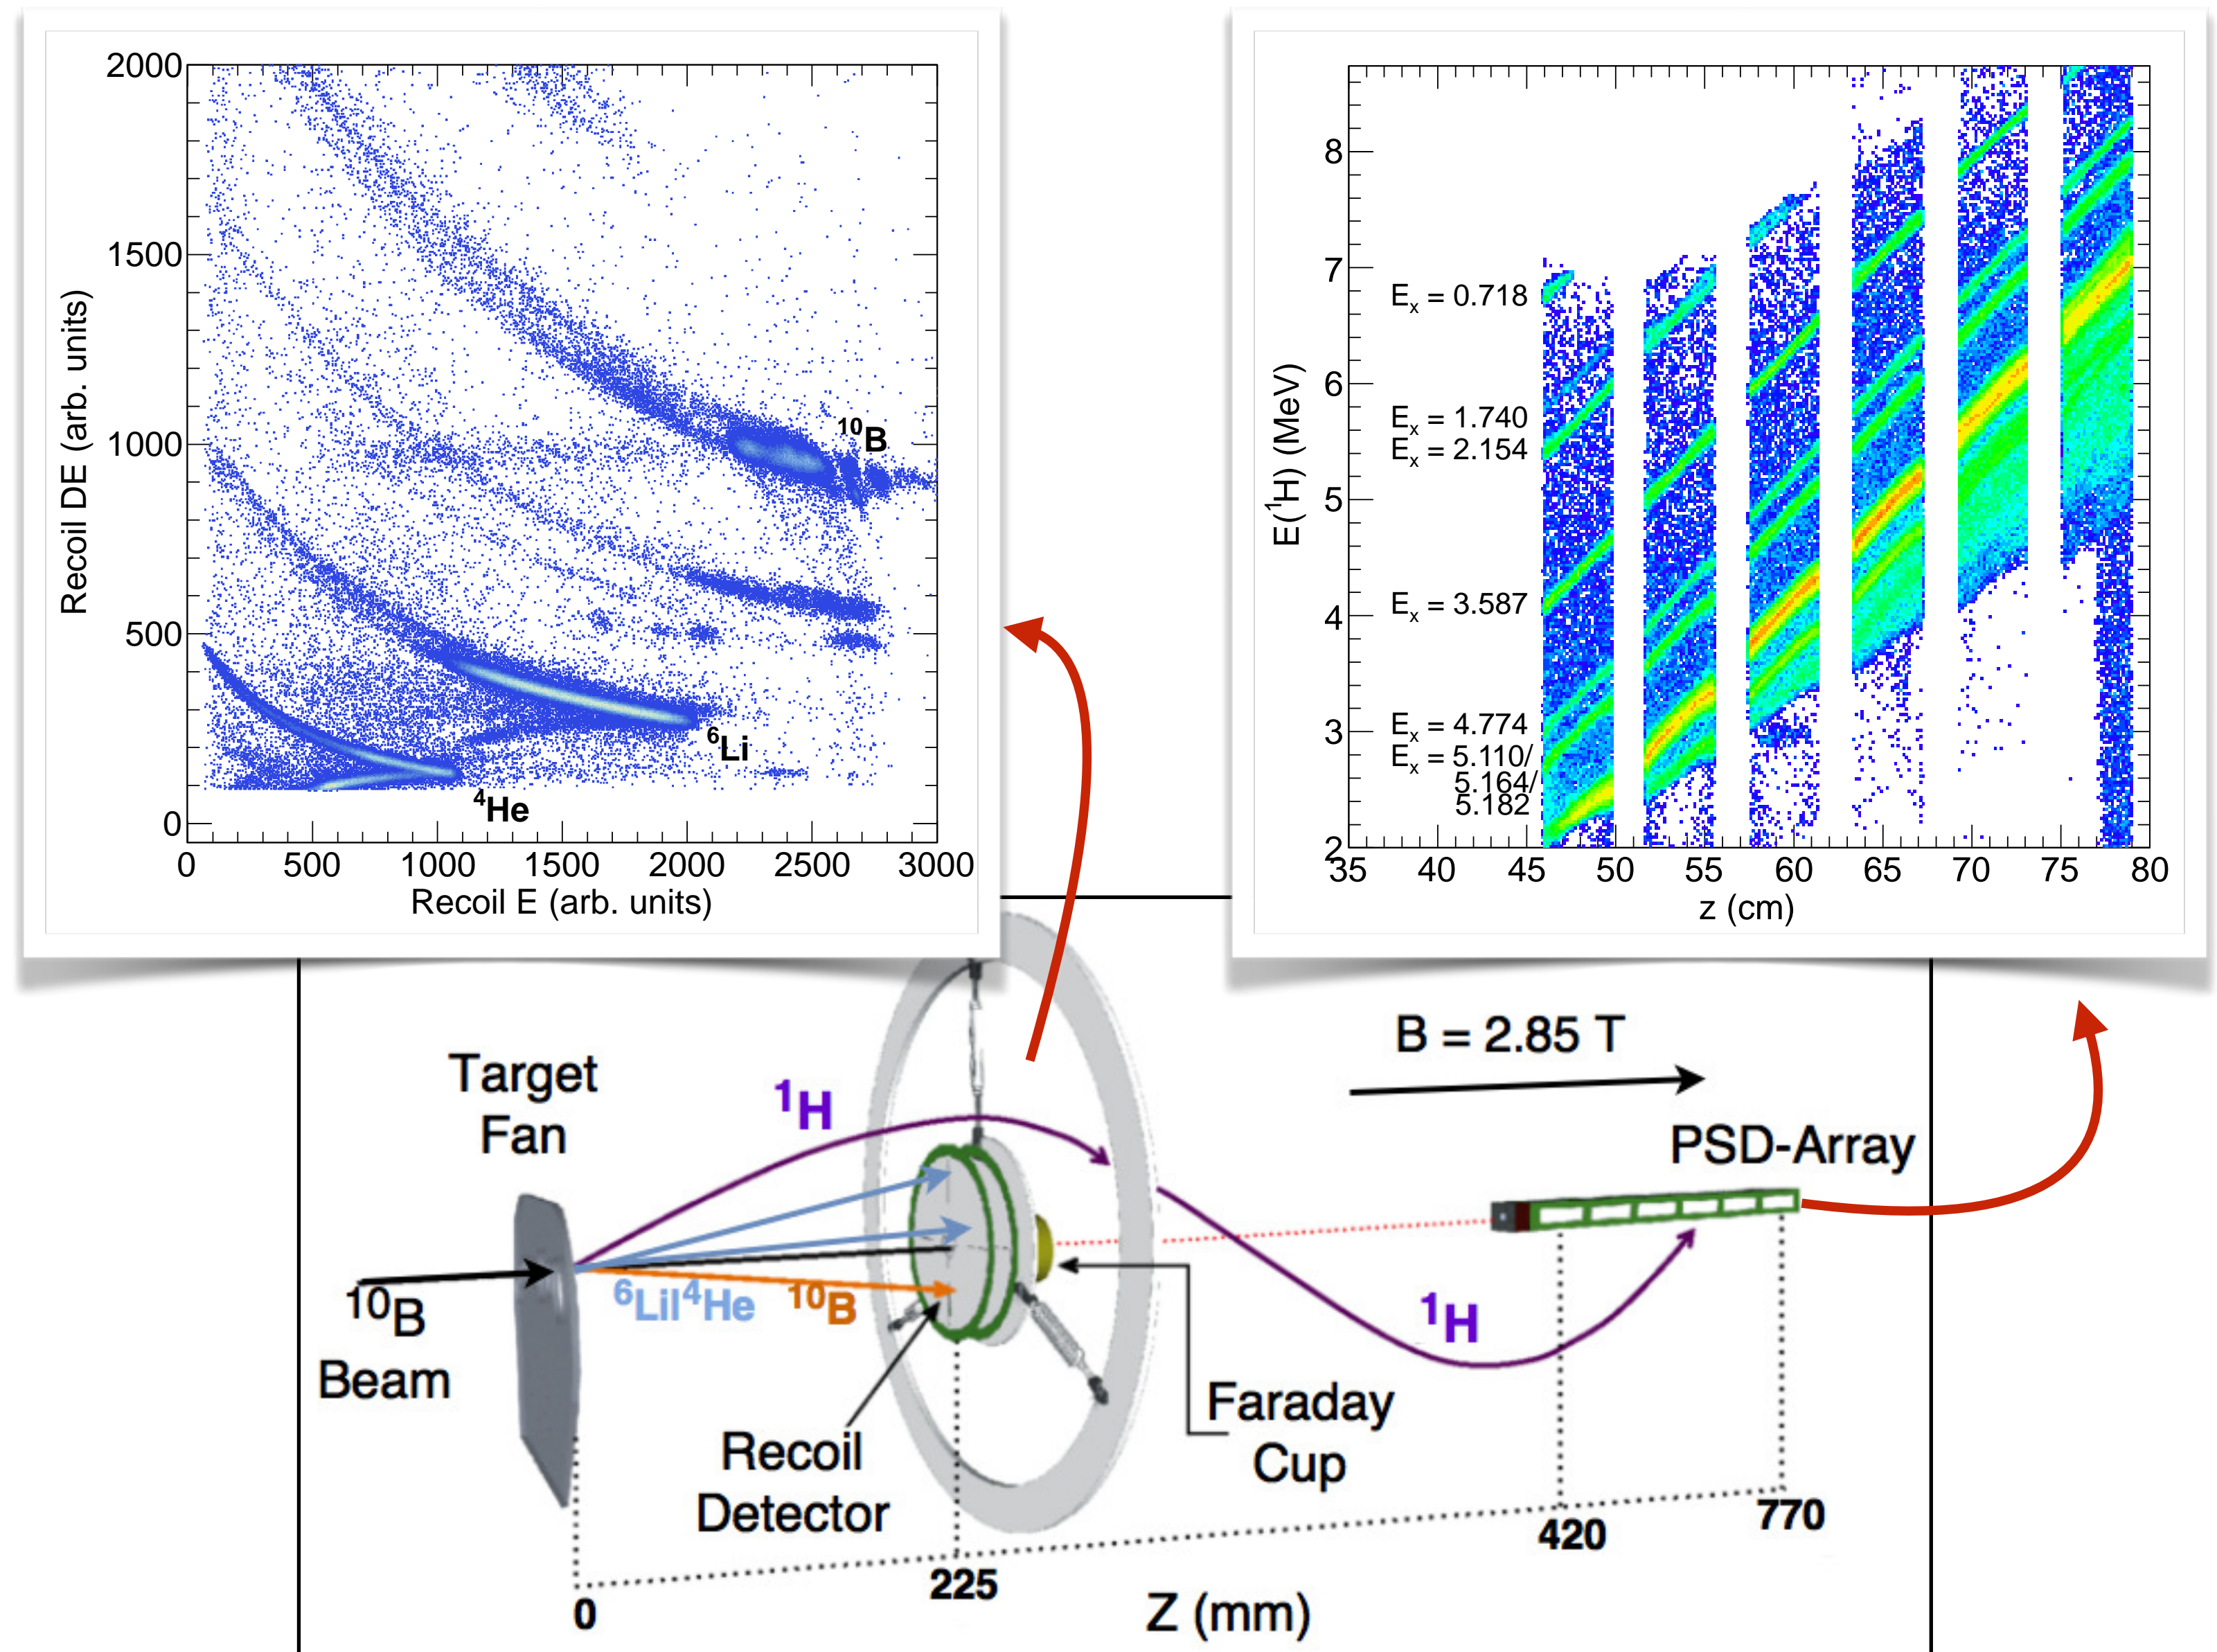 2000
1500
1000
500
0
0 500 1000 1500 2000 2500 3000
Recoil DE (arb. units)
Recoil E (arb. units)
10B
6Li
4He
8
7
6
5
4
3
2
35 40 45 50 55 60 65 70 75 80
E(1H) (MeV)
z (cm)
Ex = 0.718
Ex = 1.740
Ex = 2.154
Ex = 3.587
Ex = 4.774
Ex = 5.110/
5.164/
5.182
B = 2.85 T
Target
Fan
1H
PSD-Array
10B
Beam
6Li|4He
10B
1H
Recoil
Detector
Faraday
Cup
0
225
420
770
Z (mm)